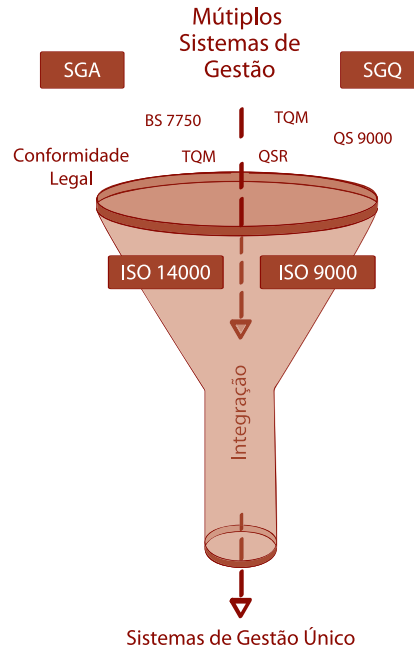 Mútiplos
Sistemas de
Gestão
SGA
SGQ
BS 7750
TQM
QS 9000
Conformidade
Legal
TQM
QSR
ISO 14000
ISO 9000
Integração
Sistemas de Gestão Único